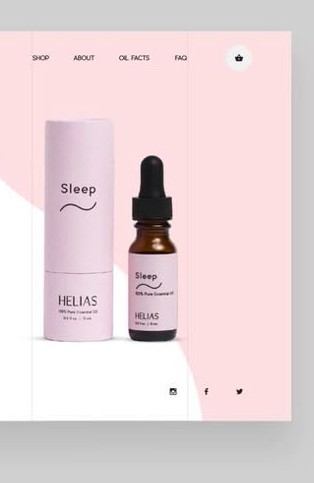 SHOP ABOUT OIL FACTS FAQ
Sleep
HELIAS
100% Pure Essential Oil
Sleep
100% Pure Essential Oil
HELIAS